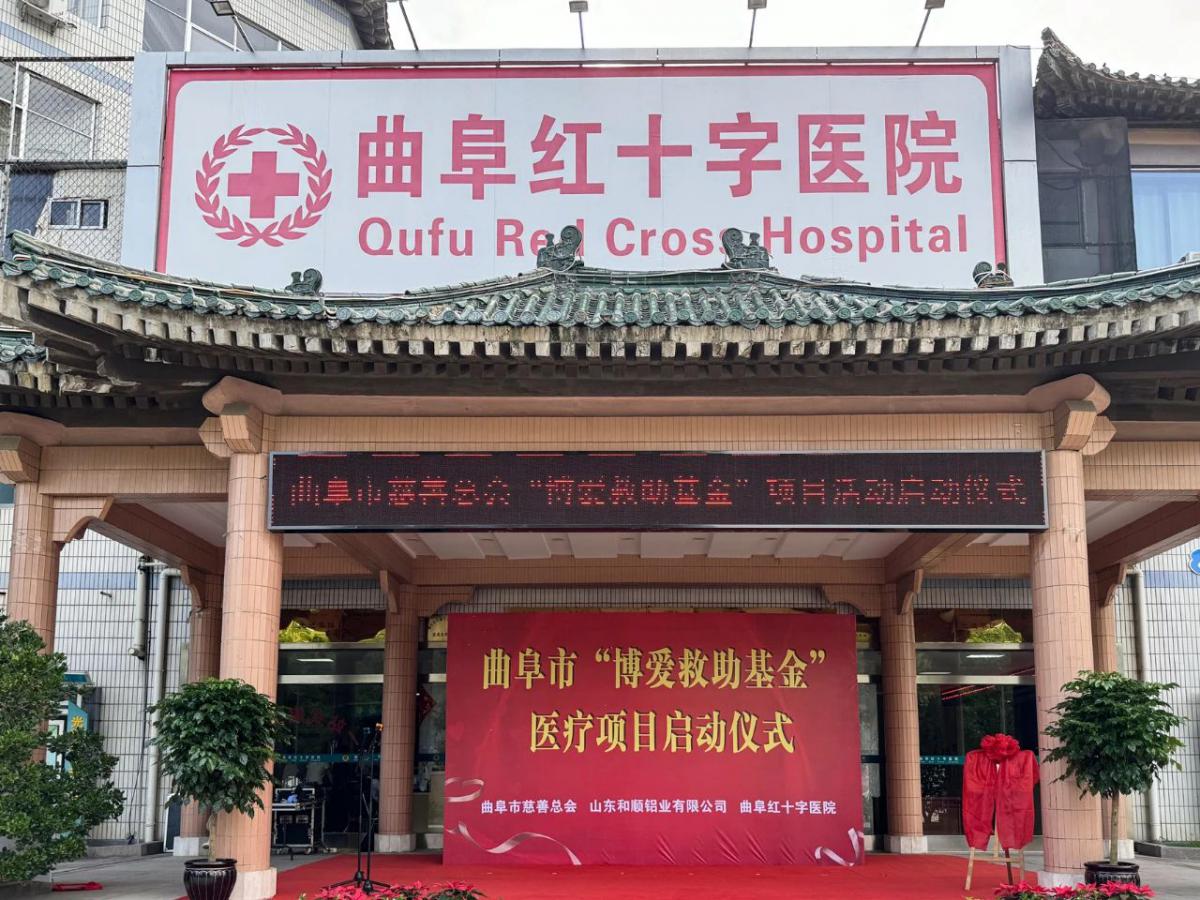 曲阜红十字医院
Qufu Red Cross Hospital
曲阜市慈善总会“博爱救助基金”项目活动启动仪式
曲阜市“博爱救助基金”
医疗项目启动仪式
曲阜市慈善总会 山东和顺铝业有限公司 曲阜红十字医院